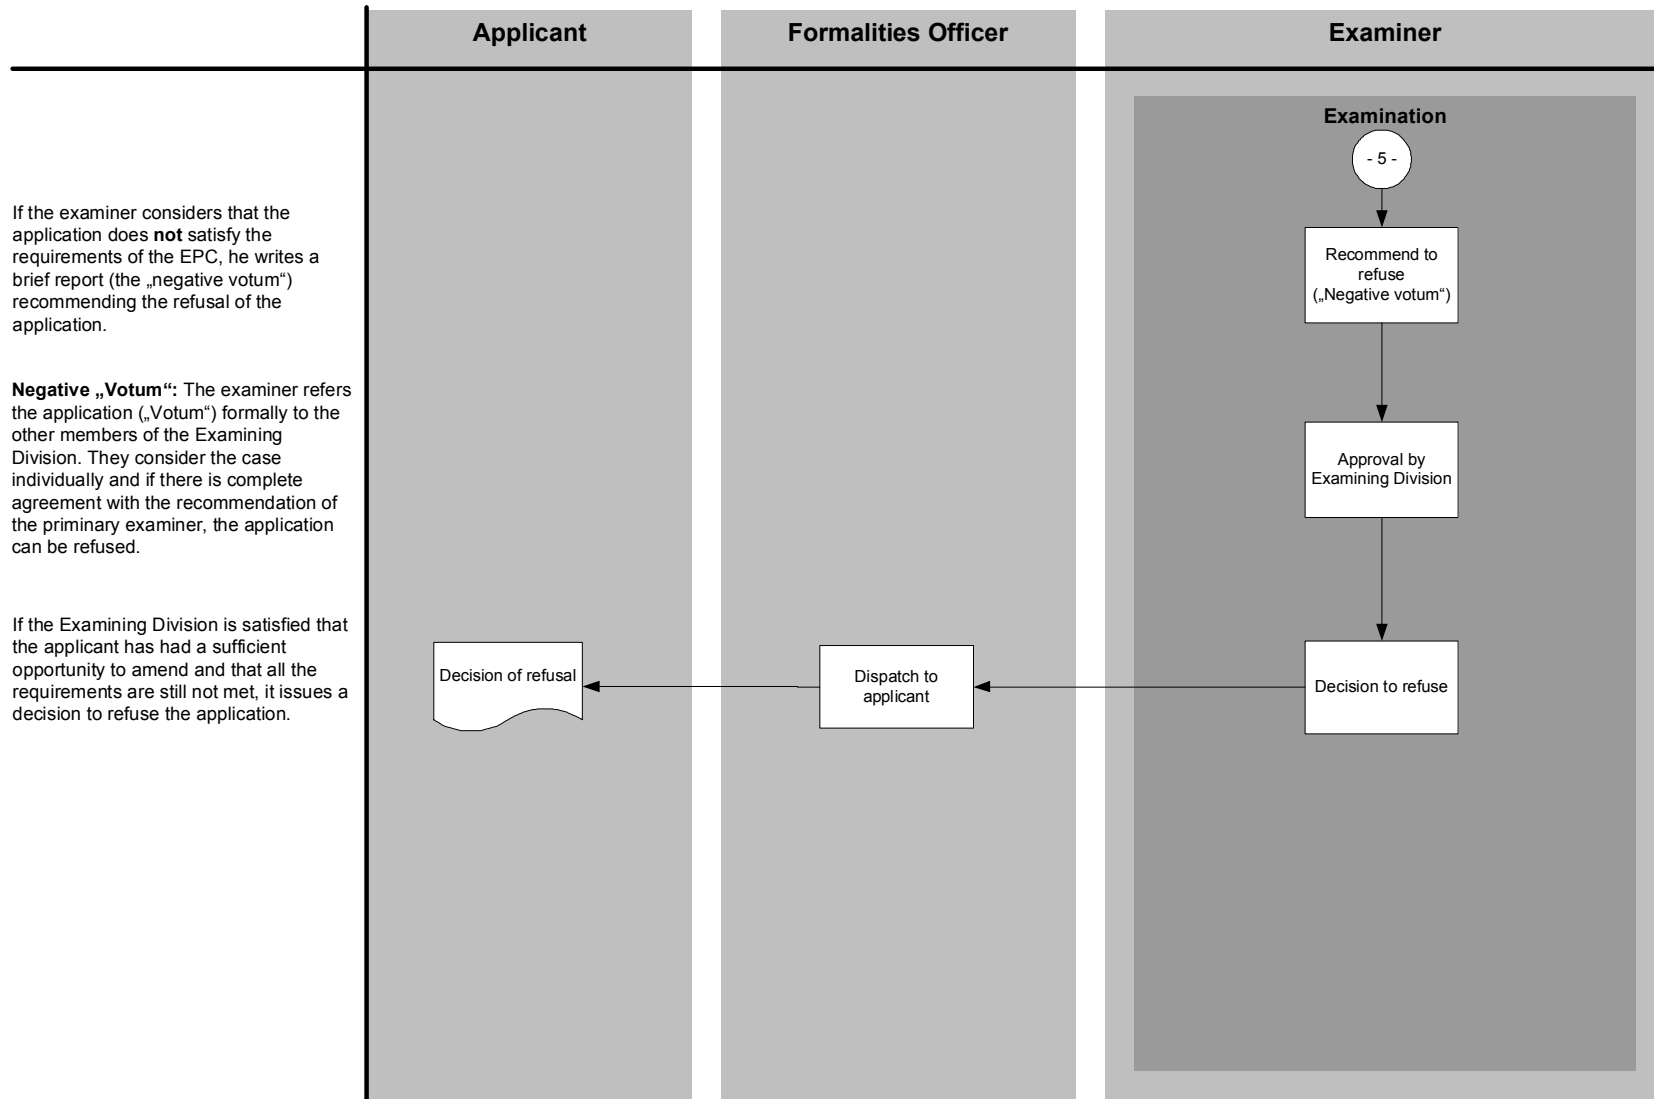 Applicant
Formalities Officer
Examiner
Examination
- 5 -
If the examiner considers that the
application does not satisfy the
requirements of the EPC, he writes a
brief report (the „negative votum“)
recommending the refusal of the
application.
Recommend to
refuse
(„Negative votum“)
Negative „Votum“: The examiner refers
the application („Votum“) formally to the
other members of the Examining
Division. They consider the case
individually and if there is complete
agreement with the recommendation of
the priminary examiner, the application
can be refused.
Approval by
Examining Division
If the Examining Division is satisfied that
the applicant has had a sufficient
opportunity to amend and that all the
requirements are still not met, it issues a
decision to refuse the application.
Decision of refusal
Dispatch to
applicant
Decision to refuse